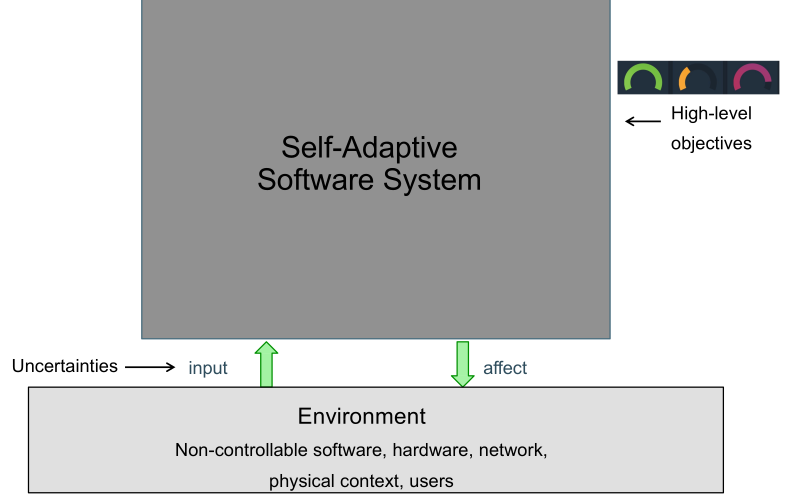 Self-Adaptive
Software System
High-level
objectives
Uncertainties
input
affect
Environment
Non-controllable software, hardware, network,
physical context, users